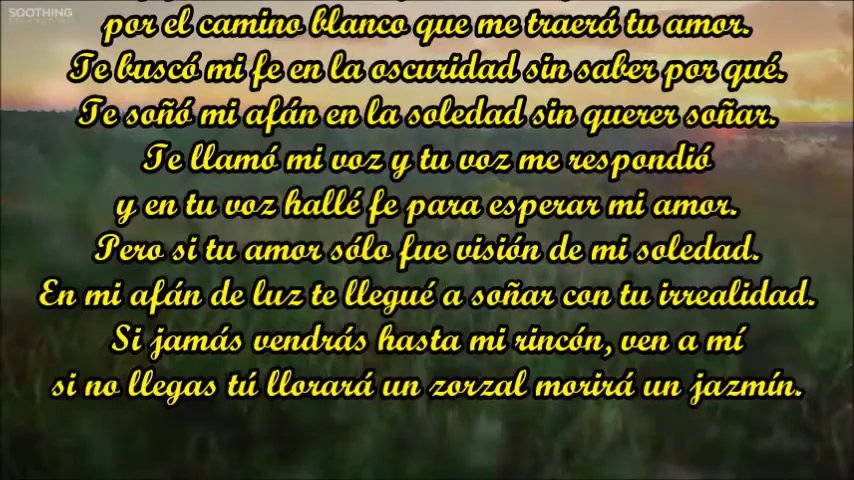 SOOTHING
por el camino blanco que me traerá tu amor.
Te buscó mi fe en la oscuridad sin saber por qué.
Te soñó mi afán en la soledad sin querer soñar.
Te llamó mi voz y tu voz me respondió
y en tu voz hallé fe para esperar mi amor.
Pero si tu amor sólo fue visión de mi soledad.
En mi afán de luz te llegué a soñar con tu irrealidad.
Si jamás vendrás hasta mi rincón, ven a mí
si no llegas tú llorará un zorzal morirá un jazmín.